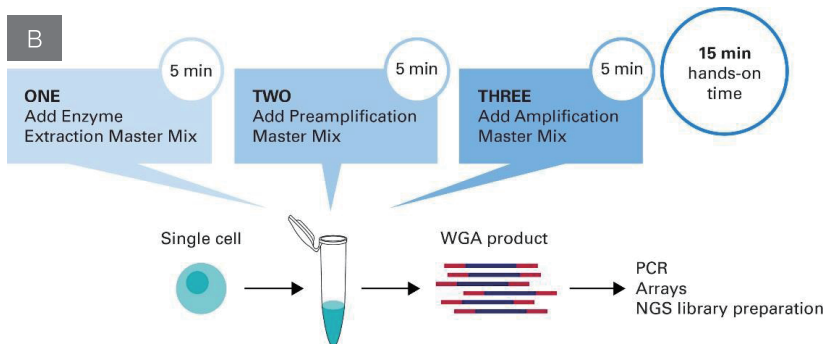 B
5 min
ONE
Add Enzyme
Extraction Master Mix
5 min
TWO
Add Preamplification
Master Mix
5 min
THREE
Add Amplification
Master Mix
15 min
hands-on
time
Single cell
WGA product
PCR
Arrays
NGS library preparation